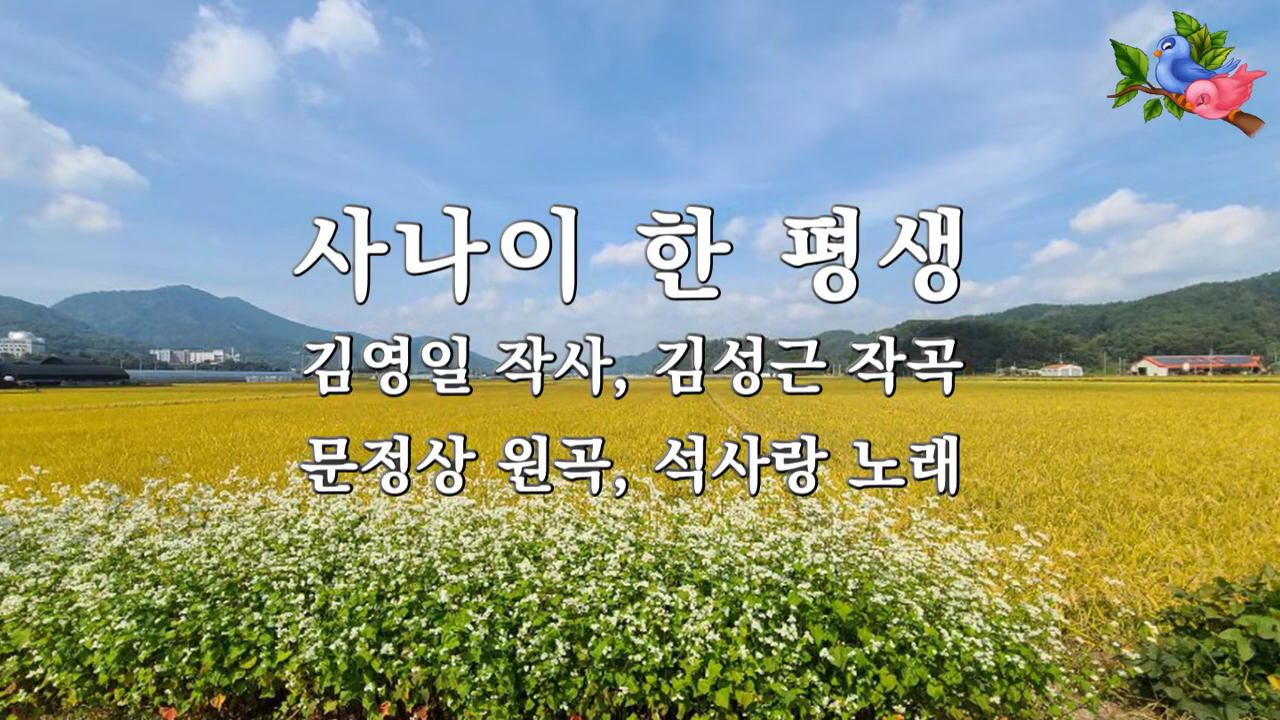 사나이 한 평생
김영일 작사, 김성근 작곡
문정상 원곡, 석사랑 노래